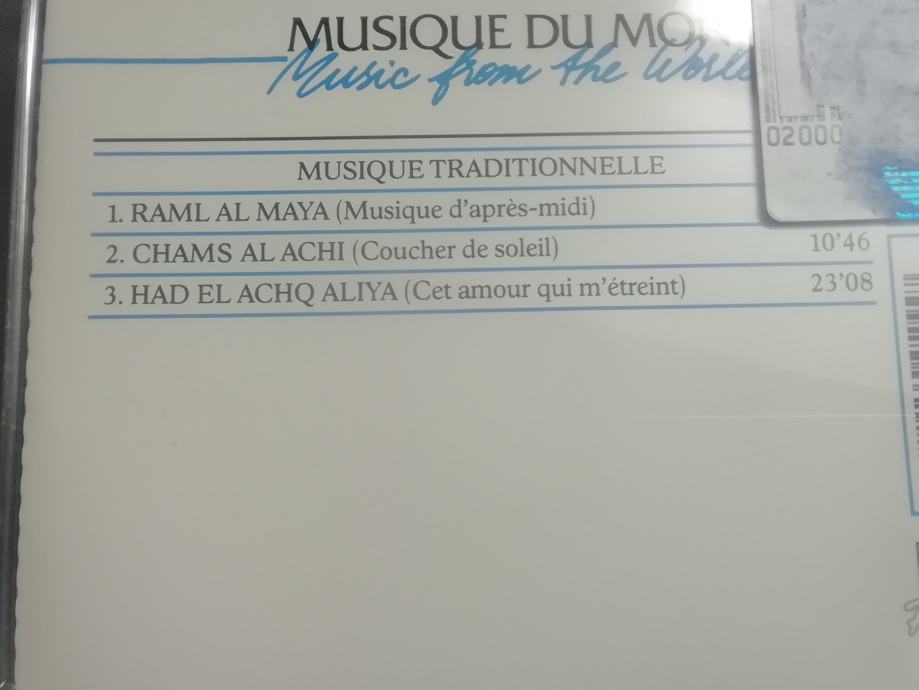 MUSIQUE DU MO
Music from the World
02000
MUSIQUE TRADITIONNELLE
1. RAML AL MAYA (Musique d'après-midi)
2. CHAMS AL ACHI (Coucher de soleil) 10'46
3. HAD EL ACHQ ALIYA (Cet amour qui m'étreint) 23'08